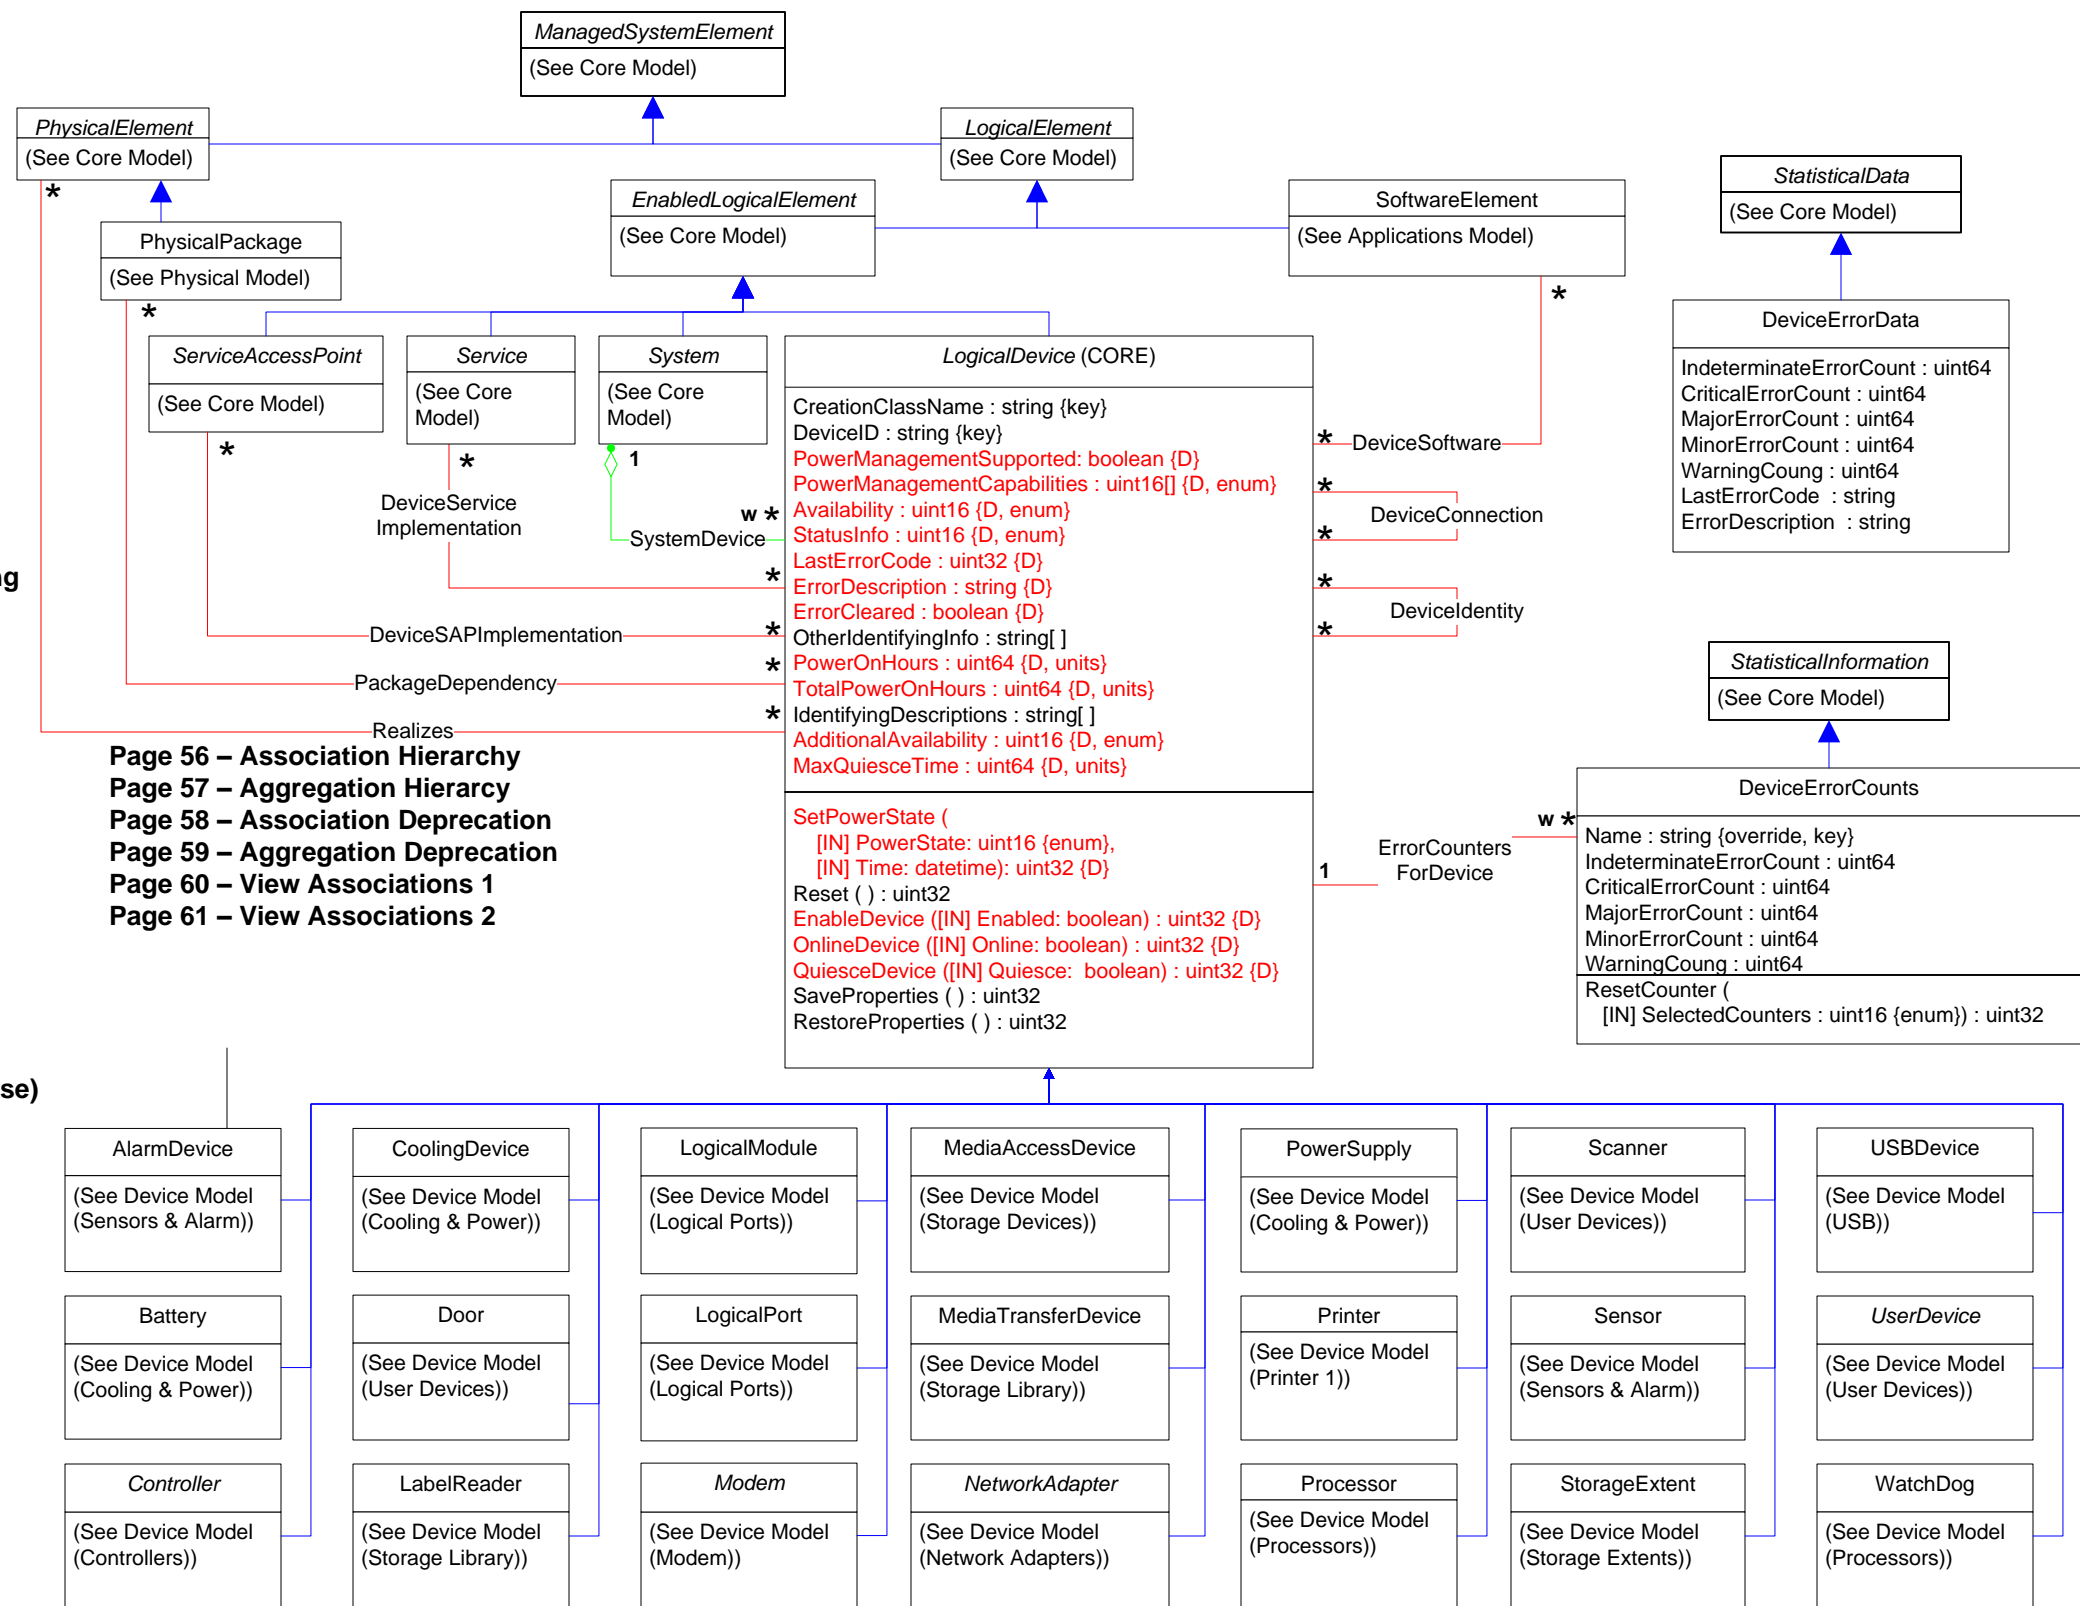 ManagedSystemElement
(See Core Model)
PhysicalElement
(See Core Model)
LogicalElement
(See Core Model)
*
PhysicalPackage
(See Physical Model)
*
EnabledLogicalElement
(See Core Model)
SoftwareElement
(See Applications Model)
*
StatisticalData
(See Core Model)
DeviceErrorData
IndeterminateErrorCount : uint64
CriticalErrorCount : uint64
MajorErrorCount : uint64
MinorErrorCount : uint64
WarningCoung : uint64
LastErrorCode : string
ErrorDescription : string
ServiceAccessPoint
(See Core Model)
*
Service
(See Core
Model)
*
System
(See Core
Model)
1
DeviceService
Implementation
w *
SystemDevice
*
DeviceSAPImplementation
*
PackageDependency
*
Realizes
*
ng
LogicalDevice (CORE)
CreationClassName : string {key}
DeviceID : string {key}
PowerManagementSupported: boolean {D}
PowerManagementCapabilities : uint16[] {D, enum}
Availability : uint16 {D, enum}
StatusInfo : uint16 {D, enum}
LastErrorCode : uint32 {D}
ErrorDescription : string {D}
ErrorCleared : boolean {D}
OtherIdentifyingInfo : string[ ]
PowerOnHours : uint64 {D, units}
TotalPowerOnHours : uint64 {D, units}
IdentifyingDescriptions : string[ ]
AdditionalAvailability : uint16 {D, enum}
MaxQuiesceTime : uint64 {D, units}
SetPowerState (
[IN] PowerState: uint16 {enum},
[IN] Time: datetime): uint32 {D}
Reset ( ) : uint32
EnableDevice ([IN] Enabled: boolean) : uint32 {D}
OnlineDevice ([IN] Online: boolean) : uint32 {D}
QuiesceDevice ([IN] Quiesce: boolean) : uint32 {D}
SaveProperties ( ) : uint32
RestoreProperties ( ) : uint32
* DeviceSoftware
*
DeviceConnection
*
*
DeviceIdentity
*
StatisticalInformation
(See Core Model)
1
ErrorCounters
ForDevice
w *
DeviceErrorCounts
Name : string {override, key}
IndeterminateErrorCount : uint64
CriticalErrorCount : uint64
MajorErrorCount : uint64
MinorErrorCount : uint64
WarningCoung : uint64
ResetCounter (
[IN] SelectedCounters : uint16 {enum}) : uint32
Page 56 – Association Hierarchy
Page 57 – Aggregation Hierarcy
Page 58 – Association Deprecation
Page 59 – Aggregation Deprecation
Page 60 – View Associations 1
Page 61 – View Associations 2
se)
AlarmDevice
(See Device Model
(Sensors & Alarm))
CoolingDevice
(See Device Model
(Cooling & Power))
LogicalModule
(See Device Model
(Logical Ports))
MediaAccessDevice
(See Device Model
(Storage Devices))
PowerSupply
(See Device Model
(Cooling & Power))
Scanner
(See Device Model
(User Devices))
USBDevice
(See Device Model
(USB))
Battery
(See Device Model
(Cooling & Power))
Door
(See Device Model
(User Devices))
LogicalPort
(See Device Model
(Logical Ports))
MediaTransferDevice
(See Device Model
(Storage Library))
Printer
(See Device Model
(Printer 1))
Sensor
(See Device Model
(Sensors & Alarm))
UserDevice
(See Device Model
(User Devices))
Controller
(See Device Model
(Controllers))
LabelReader
(See Device Model
(Storage Library))
Modem
(See Device Model
(Modem))
NetworkAdapter
(See Device Model
(Network Adapters))
Processor
(See Device Model
(Processors))
StorageExtent
(See Device Model
(Storage Extents))
WatchDog
(See Device Model
(Processors))